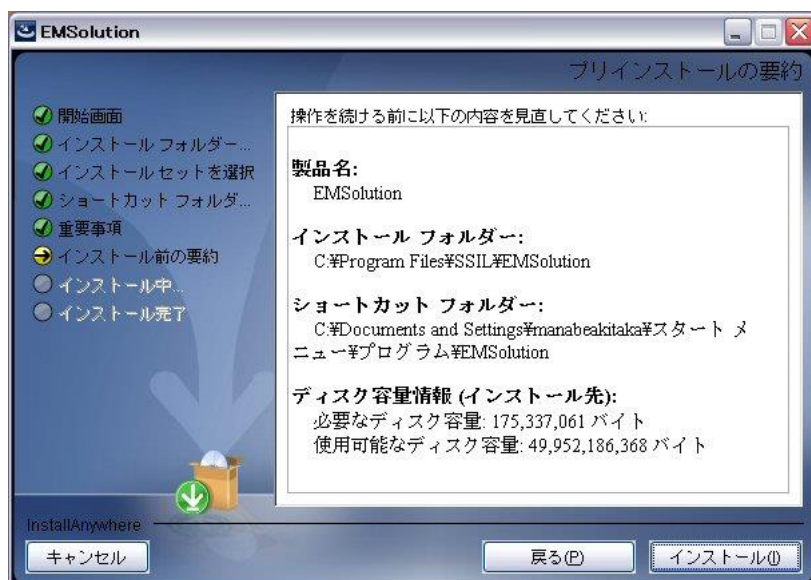 EMSolution
プリインストールの要約
開始画面
インストール フォルダー...
インストール セットを選択
ショートカット フォルダ...
重要事項
インストール前の要約
インストール中...
インストール完了
操作を続ける前に以下の内容を見直してください:
製品名:
EMSolution
インストール フォルダー:
C:¥Program Files¥SSIL¥EMSolution
ショートカット フォルダー:
C:¥Documents and Settings¥manabeakitaka¥スタート メ
ニュー¥プログラム¥EMSolution
ディスク容量情報 (インストール先):
必要なディスク容量: 175,337,061 バイト
使用可能なディスク容量: 49,952,186,368 バイト
InstallAnywhere
キャンセル
戻る(P)
インストール(I)